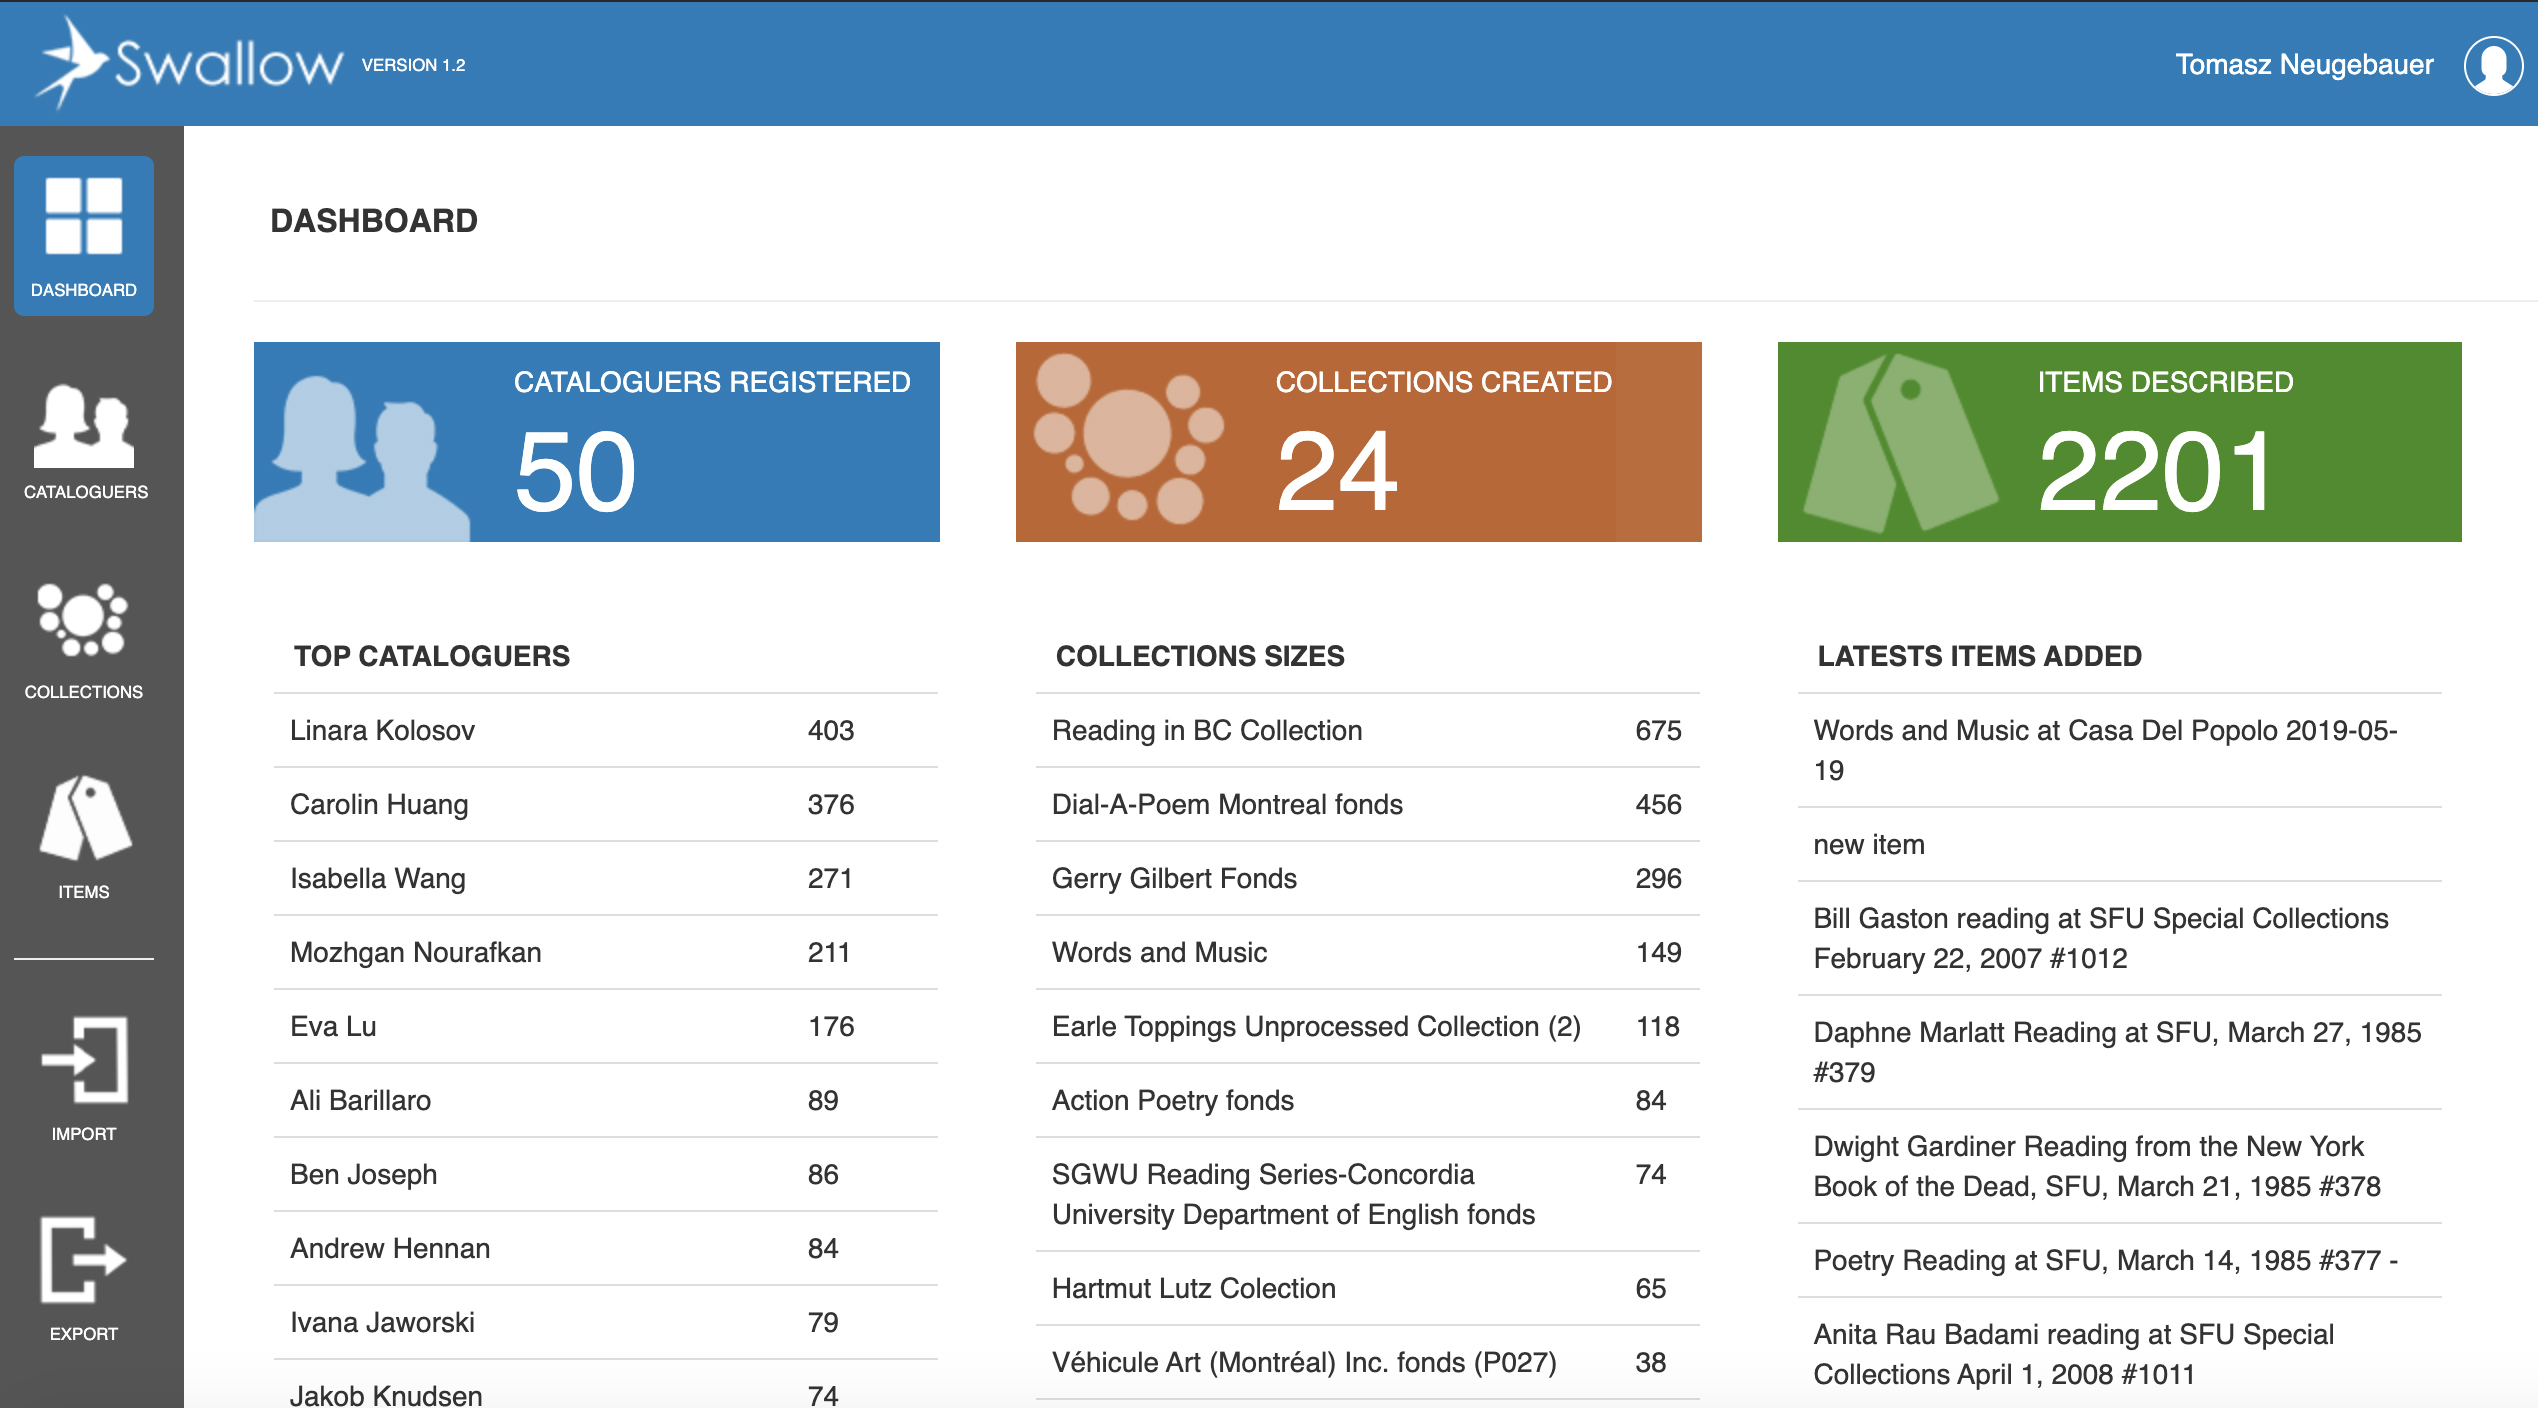 Swallow VERSION 1.2
Tomasz Neugebauer
DASHBOARD
CATALOGUERS
COLLECTIONS
ITEMS
IMPORT
EXPORT
DASHBOARD
CATALOGUERS REGISTERED
50
COLLECTIONS CREATED
24
ITEMS DESCRIBED
2201
TOP CATALOGUERS
Linara Kolosov 403
Carolin Huang 376
Isabella Wang 271
Mozhgan Nourafkan 211
Eva Lu 176
Ali Barillaro 89
Ben Joseph 86
Andrew Hennan 84
Ivana Jaworski 79
Jakob Knudsen 74
COLLECTIONS SIZES
Reading in BC Collection 675
Dial-A-Poem Montreal fonds 456
Gerry Gilbert Fonds 296
Words and Music 149
Earle Toppings Unprocessed Collection (2) 118
Action Poetry fonds 84
SGWU Reading Series-Concordia 74
University Department of English fonds
Hartmut Lutz Colection 65
Véhicule Art (Montréal) Inc. fonds (P027) 38
LATESTS ITEMS ADDED
Words and Music at Casa Del Popolo 2019-05-
19
new item
Bill Gaston reading at SFU Special Collections
February 22, 2007 #1012
Daphne Marlatt Reading at SFU, March 27, 1985
#379
Dwight Gardiner Reading from the New York
Book of the Dead, SFU, March 21, 1985 #378
Poetry Reading at SFU, March 14, 1985 #377 -
Anita Rau Badami reading at SFU Special
Collections April 1, 2008 #1011